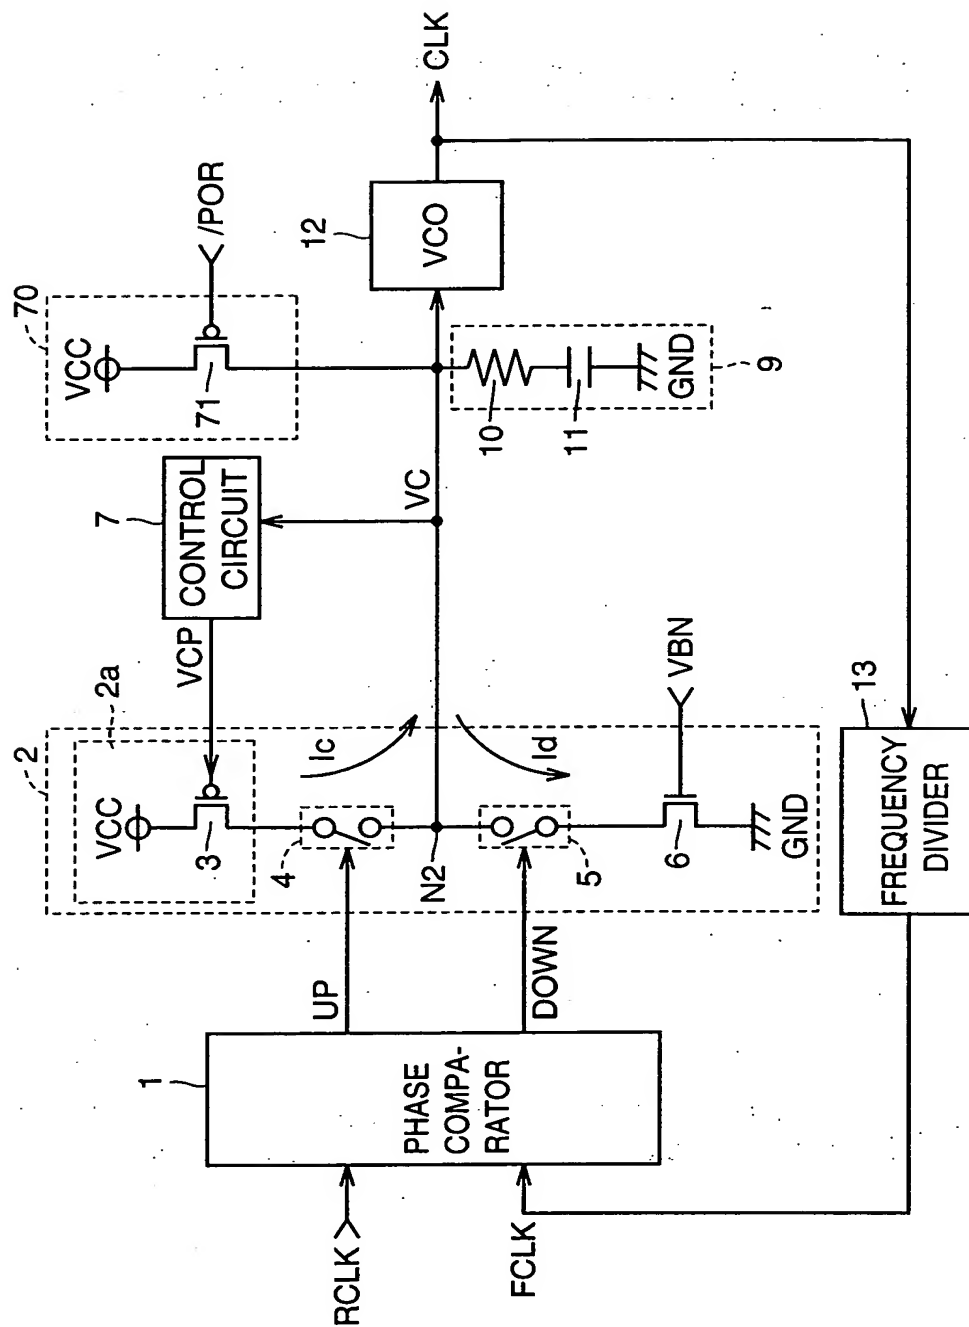 RCLK
FCLK
1
PHASE
COMPA-
RATOR
UP
DOWN
2
2a
VCC
3
4
N2
5
6
GND
Ic
Id
VBN
VCP
7
CONTROL
CIRCUIT
VC
70
VCC
71
/POR
10
11
GND
9
12
VCO
CLK
13
FREQUENCY
DIVIDER